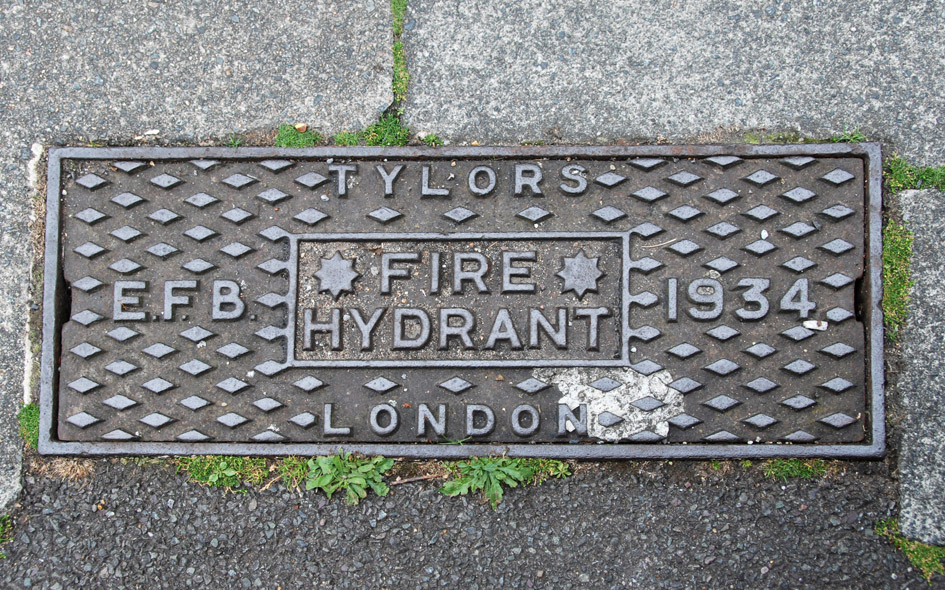 TYLORS
E.F.B. FIRE 1934
HYDRANT
LONDON